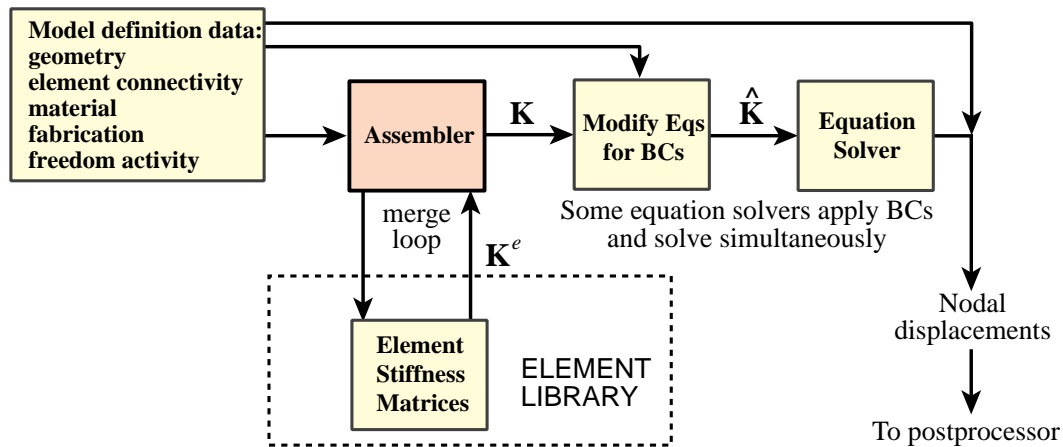 Model definition data:
geometry
element connectivity
material
fabrication
freedom activity
Assembler
K
Modify Eqs
for BCs
K̂
Equation
Solver
Some equation solvers apply BCs
and solve simultaneously
merge
loop
Kᵉ
Element
Stiffness
Matrices
ELEMENT
LIBRARY
Nodal
displacements
To postprocessor